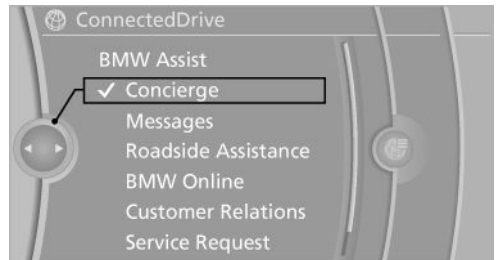 ConnectedDrive
BMW Assist
✓ Concierge
Messages
Roadside Assistance
BMW Online
Customer Relations
Service Request